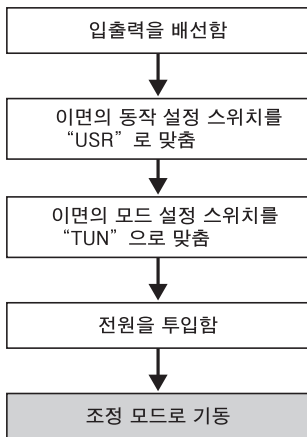 입출력을 배선함
이면의 동작 설정 스위치를
“USR” 로 맞춤
이면의 모드 설정 스위치를
“TUN” 으로 맞춤
전원을 투입함
조정 모드로 기동